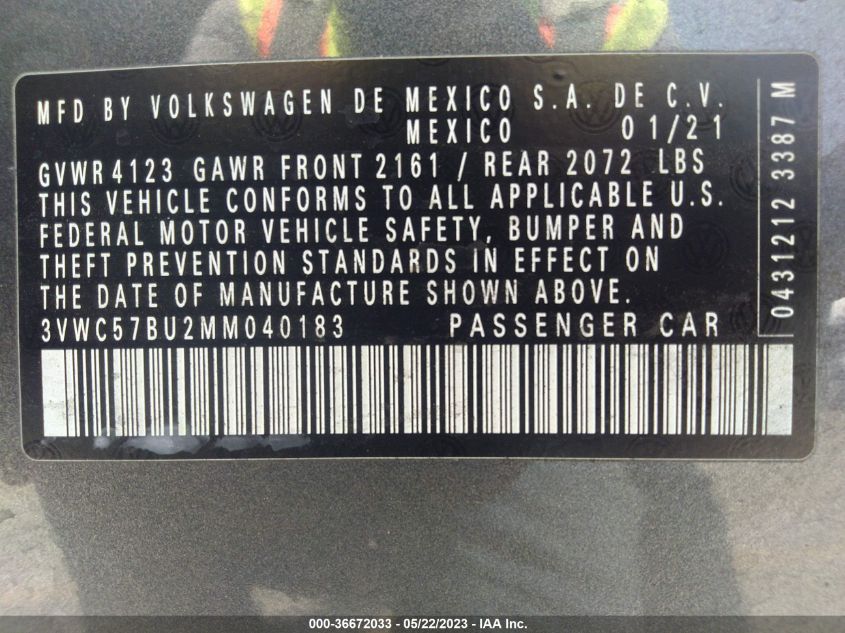 MFD BY VOLKSWAGEN DE MEXICO S.A. DE C.V.
MEXICO 01/21
GVWR 4123 GAWR FRONT 2161 / REAR 2072 LBS
THIS VEHICLE CONFORMS TO ALL APPLICABLE U.S.
FEDERAL MOTOR VEHICLE SAFETY, BUMPER AND
THEFT PREVENTION STANDARDS IN EFFECT ON
THE DATE OF MANUFACTURE SHOWN ABOVE.
3VWC57BU2MM040183 PASSENGER CAR
0431212 3387 M
000-36672033 - 05/22/2023 - IAA Inc.